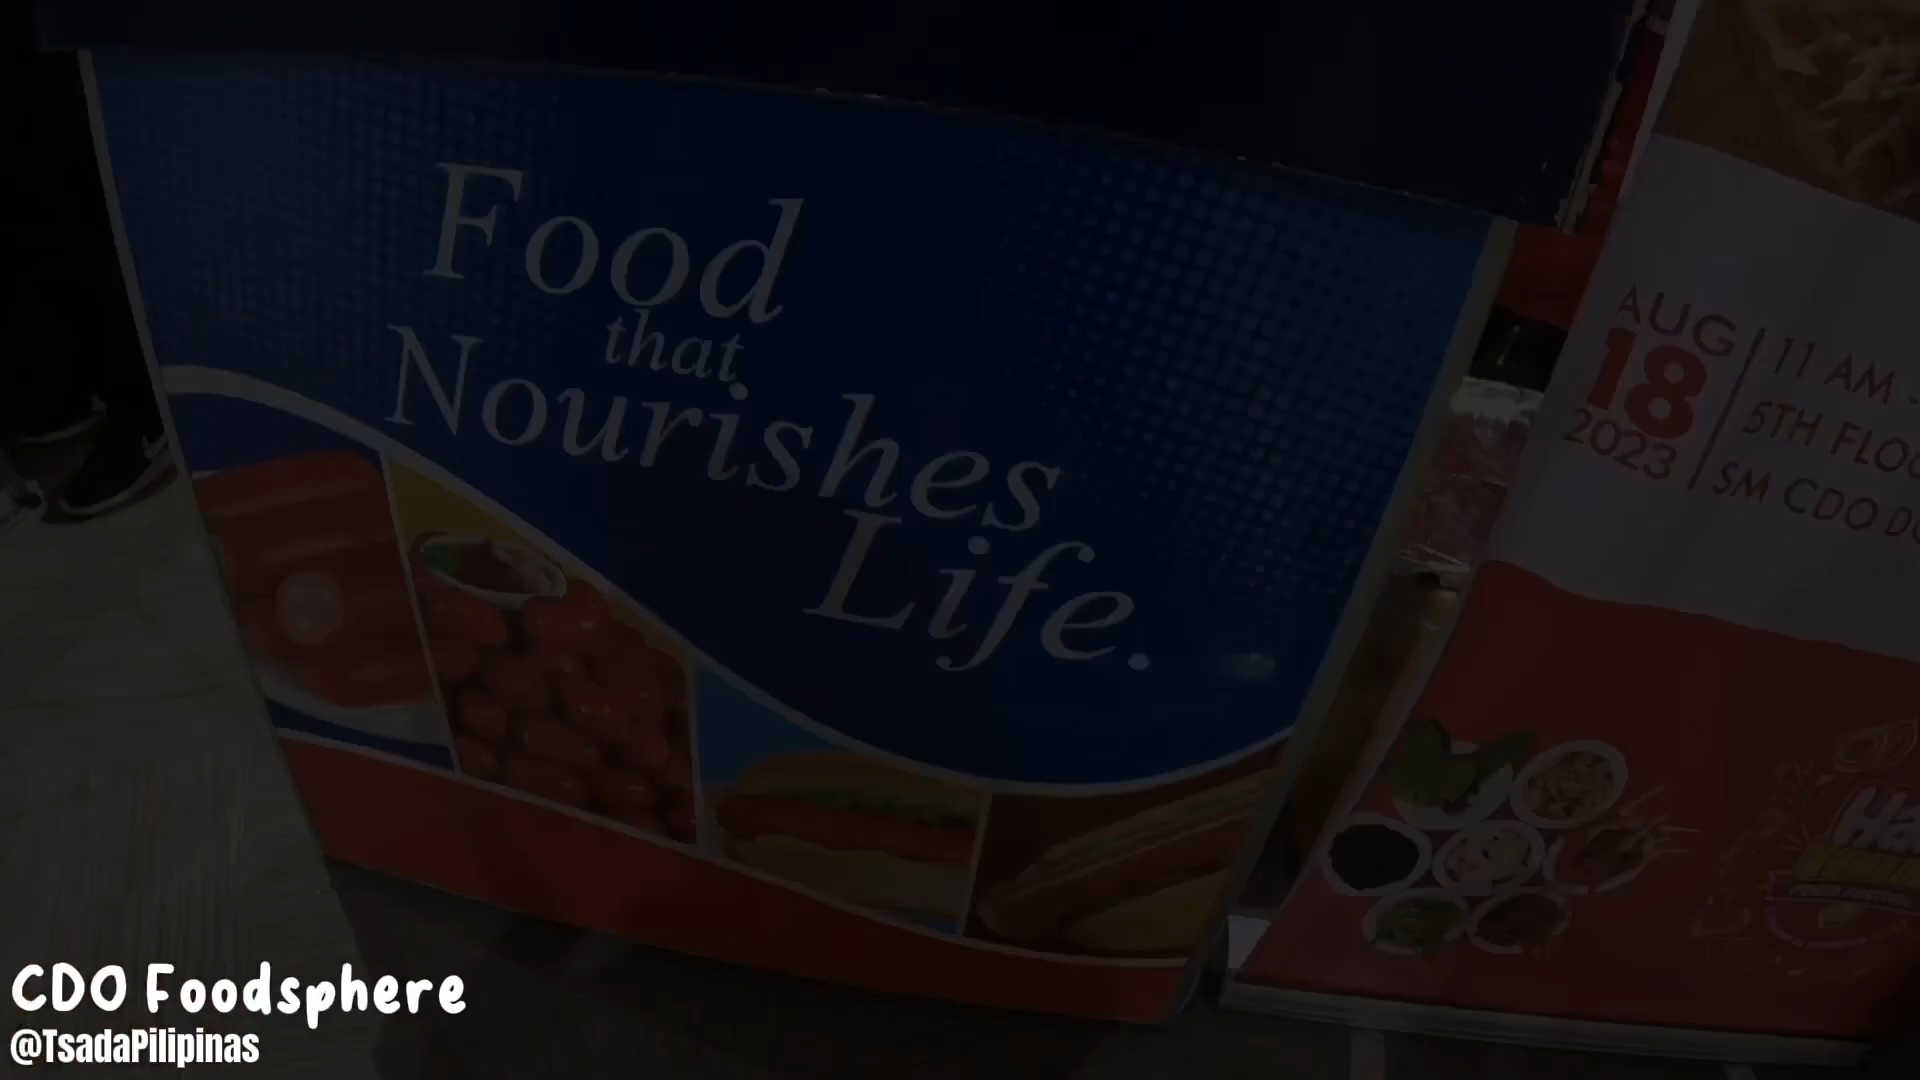 Food
that
Nourishes
Life.
AUG
18
2023
11 AM -
5TH FLO
SM CDO D
CDO Foodsphere
@TsadaPilipinas